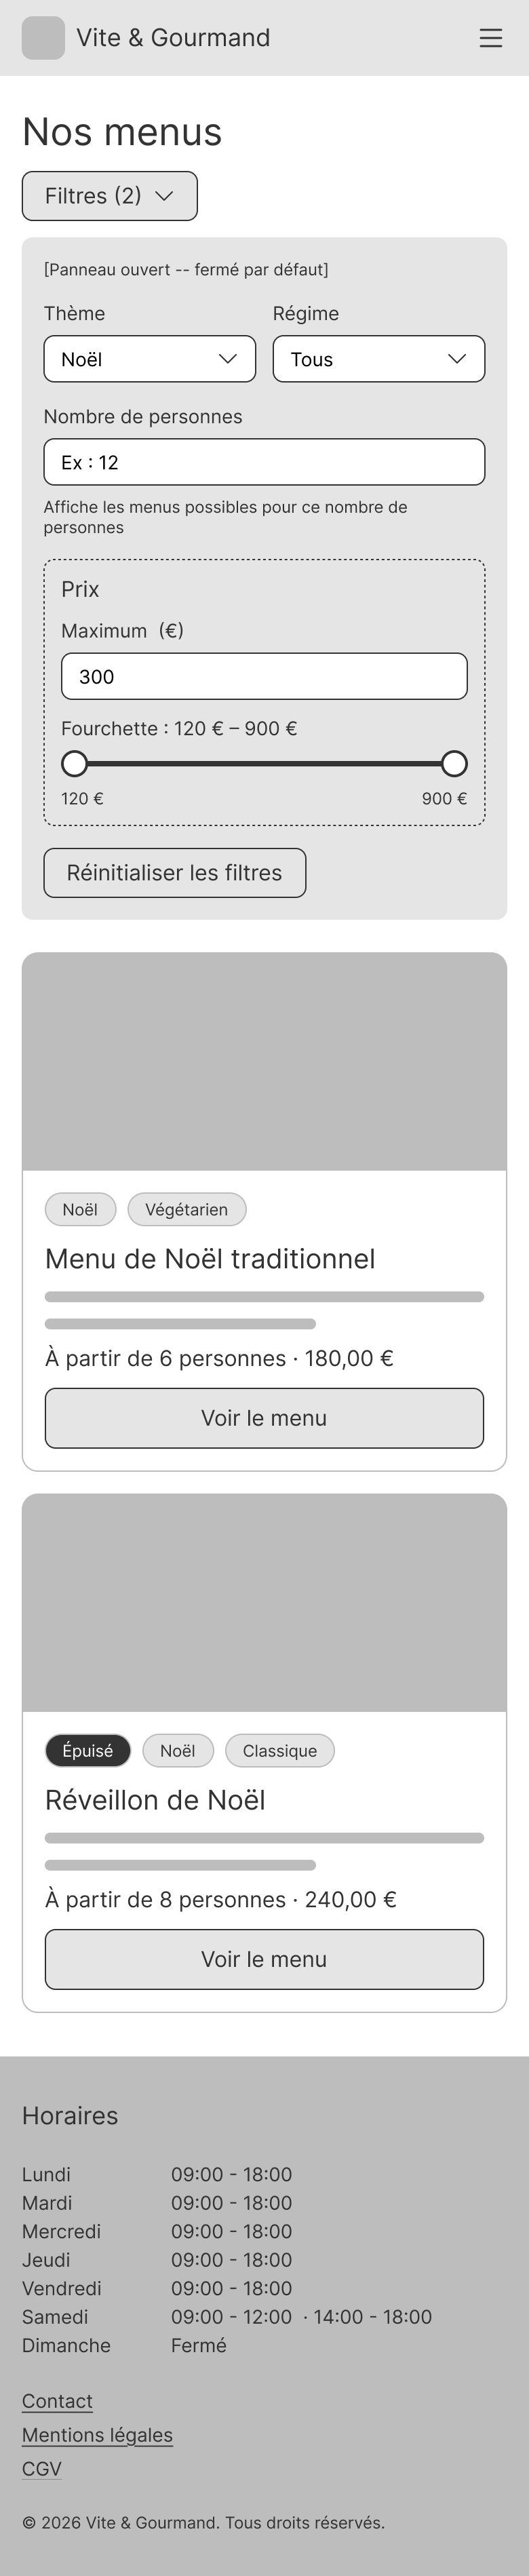 Vite & Gourmand
Nos menus
Filtres (2)
[Panneau ouvert -- fermé par défaut]
Thème
Régime
Noël
Tous
Nombre de personnes
Ex : 12
Affiche les menus possibles pour ce nombre de
personnes
Prix
Maximum (€)
300
Fourchette : 120 € – 900 €
120 €
900 €
Réinitialiser les filtres
Noël
Végétarien
Menu de Noël traditionnel
À partir de 6 personnes · 180,00 €
Voir le menu
Épuisé
Noël
Classique
Réveillon de Noël
À partir de 8 personnes · 240,00 €
Voir le menu
Horaires
Lundi 09:00 - 18:00
Mardi 09:00 - 18:00
Mercredi 09:00 - 18:00
Jeudi 09:00 - 18:00
Vendredi 09:00 - 18:00
Samedi 09:00 - 12:00 · 14:00 - 18:00
Dimanche Fermé
Contact
Mentions légales
CGV
© 2026 Vite & Gourmand. Tous droits réservés.